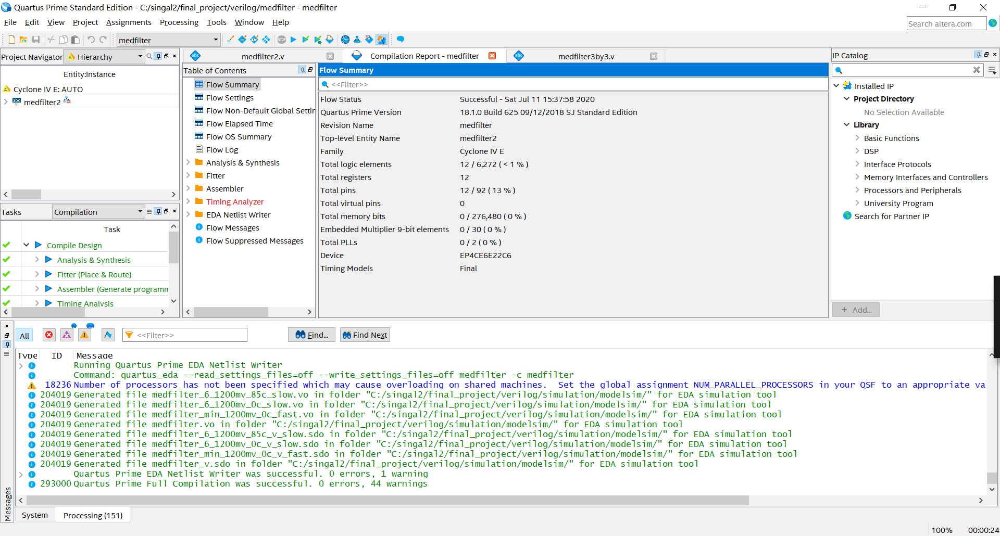 Quartus Prime Standard Edition - C:/singal2/final_project/verilog/medfilter - medfilter
File Edit View Project Assignments Processing Tools Window Help
Search altera.com
medfilter
Project Navigator Hierarchy
Entity:Instance
Cyclone IV E: AUTO
medfilter2
Tasks Compilation
Task
Compile Design
Analysis & Synthesis
Fitter (Place & Route)
Assembler (Generate programm
Timing Analysis
medfilter2.v
Compilation Report - medfilter
medfilter3by3.v
Table of Contents
Flow Summary
Flow Settings
Flow Non-Default Global Settin
Flow Elapsed Time
Flow OS Summary
Flow Log
Analysis & Synthesis
Fitter
Assembler
Timing Analyzer
EDA Netlist Writer
Flow Messages
Flow Suppressed Messages
Flow Summary
<<Filter>>
Flow Status Successful - Sat Jul 11 15:37:58 2020
Quartus Prime Version 18.1.0 Build 625 09/12/2018 SJ Standard Edition
Revision Name medfilter
Top-level Entity Name medfilter2
Family Cyclone IV E
Total logic elements 12 / 6,272 ( < 1 % )
Total registers 12
Total pins 12 / 92 ( 13 % )
Total virtual pins 0
Total memory bits 0 / 276,480 ( 0 % )
Embedded Multiplier 9-bit elements 0 / 30 ( 0 % )
Total PLLs 0 / 2 ( 0 % )
Device EP4CE6E22C6
Timing Models Final
IP Catalog
Installed IP
Project Directory
No Selection Available
Library
Basic Functions
DSP
Interface Protocols
Memory Interfaces and Controllers
Processors and Peripherals
University Program
Search for Partner IP
+ Add...
All
<<Filter>>
Find...
Find Next
Type ID Message
Running Quartus Prime EDA Netlist Writer
Command: quartus_eda --read_settings_files=off --write_settings_files=off medfilter -c medfilter
18236 Number of processors has not been specified which may cause overloading on shared machines.  Set the global assignment NUM_PARALLEL_PROCESSORS in your QSF to an appropriate va
204019 Generated file medfilter_6_1200mv_85c_slow.vo in folder "C:/singal2/final_project/verilog/simulation/modelsim/" for EDA simulation tool
204019 Generated file medfilter_6_1200mv_0c_slow.vo in folder "C:/singal2/final_project/verilog/simulation/modelsim/" for EDA simulation tool
204019 Generated file medfilter_min_1200mv_0c_fast.vo in folder "C:/singal2/final_project/verilog/simulation/modelsim/" for EDA simulation tool
204019 Generated file medfilter.vo in folder "C:/singal2/final_project/verilog/simulation/modelsim/" for EDA simulation tool
204019 Generated file medfilter_6_1200mv_85c_v_slow.sdo in folder "C:/singal2/final_project/verilog/simulation/modelsim/" for EDA simulation tool
204019 Generated file medfilter_6_1200mv_0c_v_slow.sdo in folder "C:/singal2/final_project/verilog/simulation/modelsim/" for EDA simulation tool
204019 Generated file medfilter_min_1200mv_0c_v_fast.sdo in folder "C:/singal2/final_project/verilog/simulation/modelsim/" for EDA simulation tool
204019 Generated file medfilter_v.sdo in folder "C:/singal2/final_project/verilog/simulation/modelsim/" for EDA simulation tool
Quartus Prime EDA Netlist Writer was successful. 0 errors, 1 warning
293000 Quartus Prime Full Compilation was successful. 0 errors, 44 warnings
Messages
System Processing (151)
100% 00:00:24